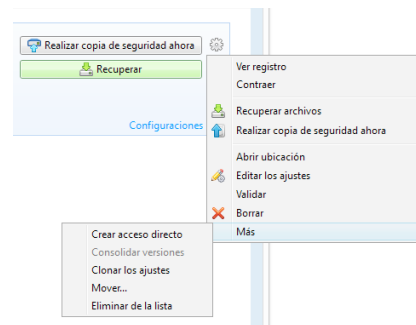 Realizar copia de seguridad ahora
Recuperar
Configuraciones
Ver registro
Contraer
Recuperar archivos
Realizar copia de seguridad ahora
Abrir ubicación
Editar los ajustes
Validar
Borrar
Más
Crear acceso directo
Consolidar versiones
Clonar los ajustes
Mover...
Eliminar de la lista